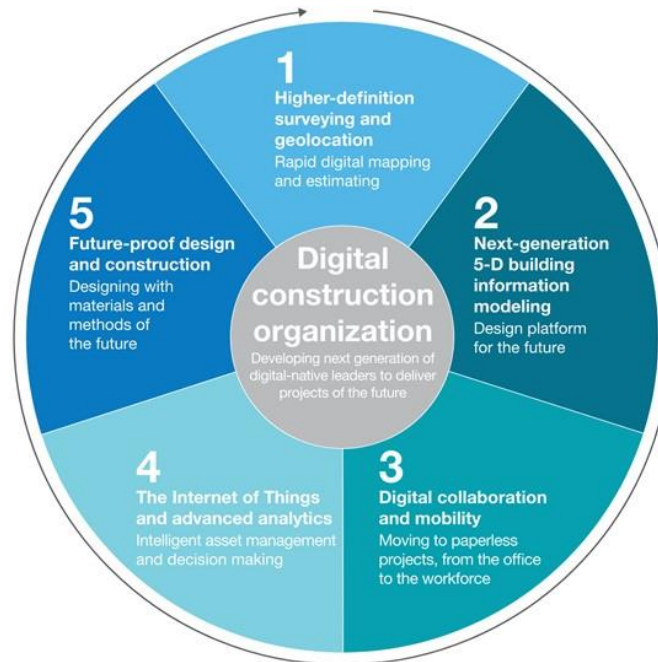 1
Higher-definition
surveying and
geolocation
Rapid digital mapping
and estimating
2
Next-generation
5-D building
information
modeling
Design platform
for the future
3
Digital collaboration
and mobility
Moving to paperless
projects, from the office
to the workforce
4
The Internet of Things
and advanced analytics
Intelligent asset management
and decision making
5
Future-proof design
and construction
Designing with
materials and
methods of
the future
Digital
construction
organization
Developing next generation of
digital-native leaders to deliver
projects of the future